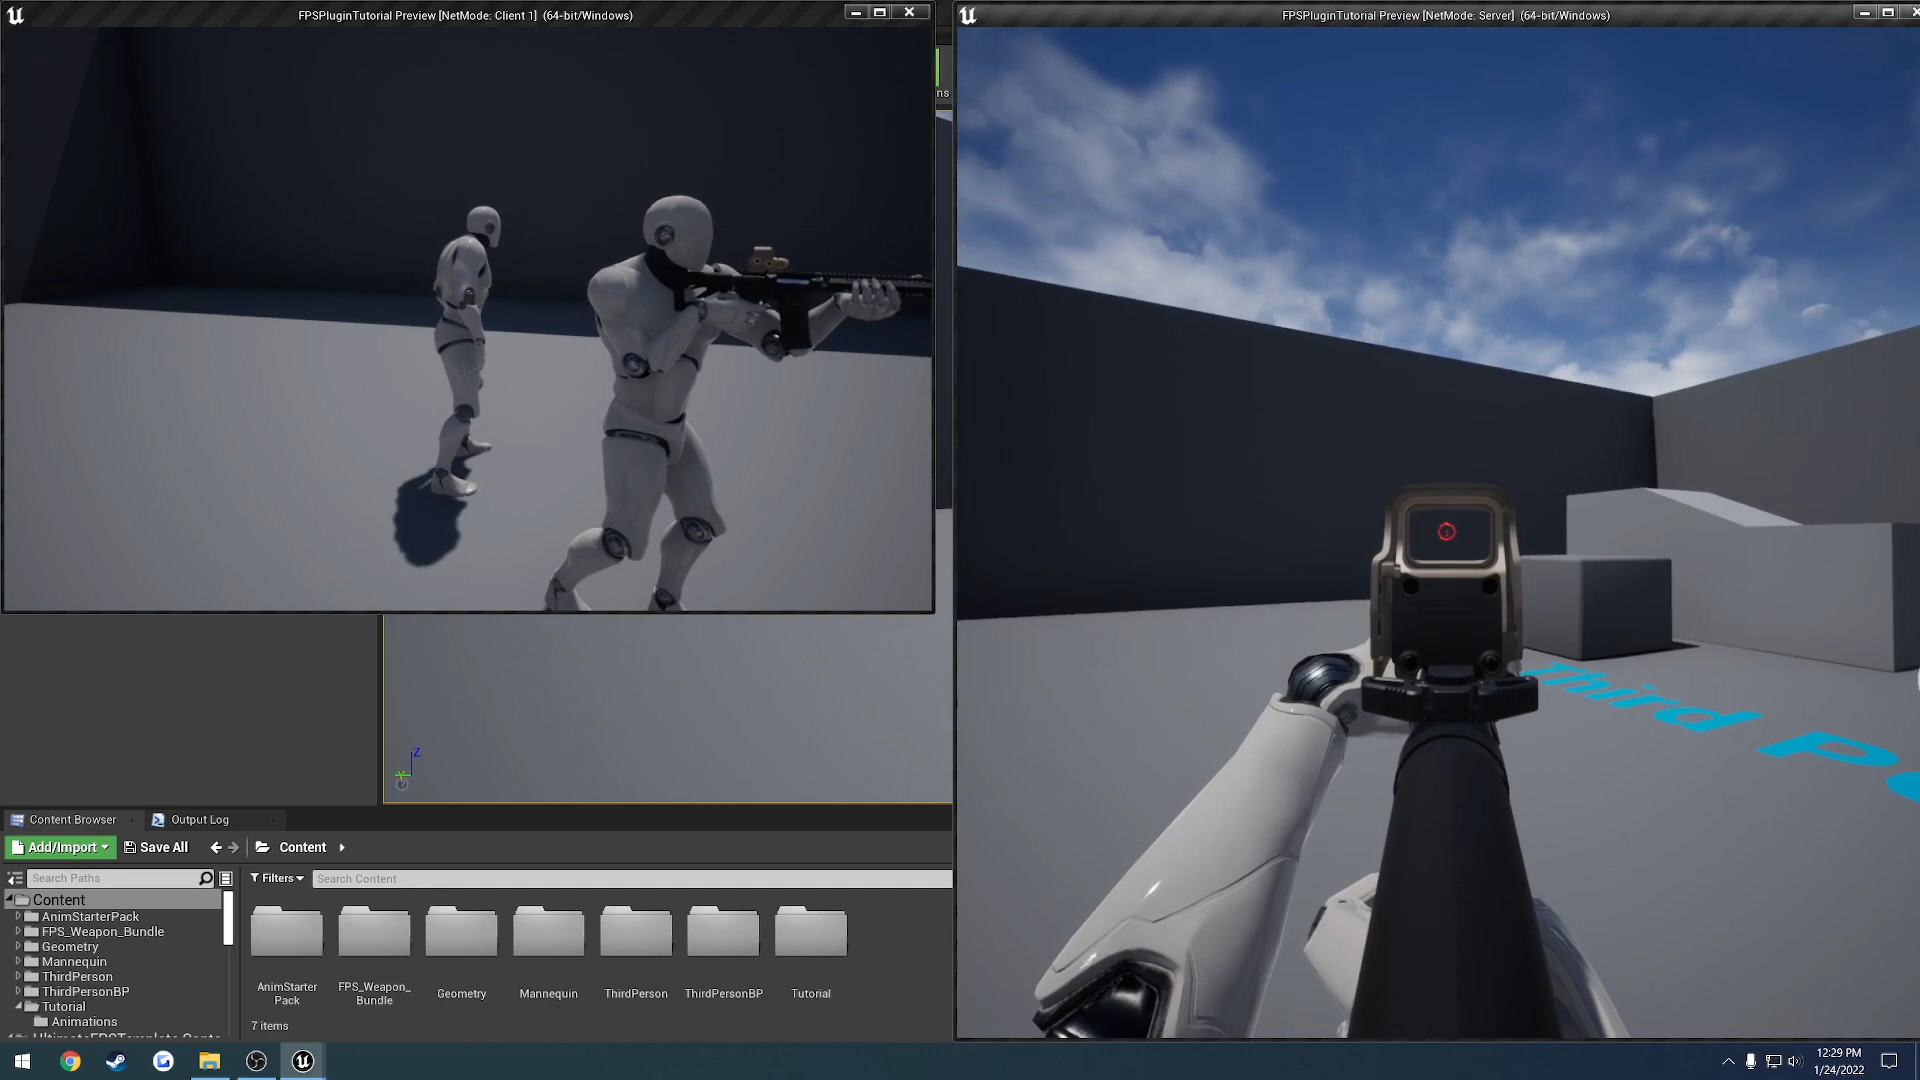 FPSPluginTutorial Preview [NetMode: Client 1] (64-bit/Windows)
FPSPluginTutorial Preview [NetMode: Server] (64-bit/Windows)
ns
Third P
Z
Y
Content Browser
Output Log
Add/Import
Save All
Content
Search Paths
Filters
Search Content
Content
AnimStarterPack
FPS_Weapon_Bundle
Geometry
Mannequin
ThirdPerson
ThirdPersonBP
Tutorial
Animations
AnimStarter
Pack
FPS_Weapon_
Bundle
Geometry
Mannequin
ThirdPerson
ThirdPersonBP
Tutorial
7 items
12:29 PM
1/24/2022